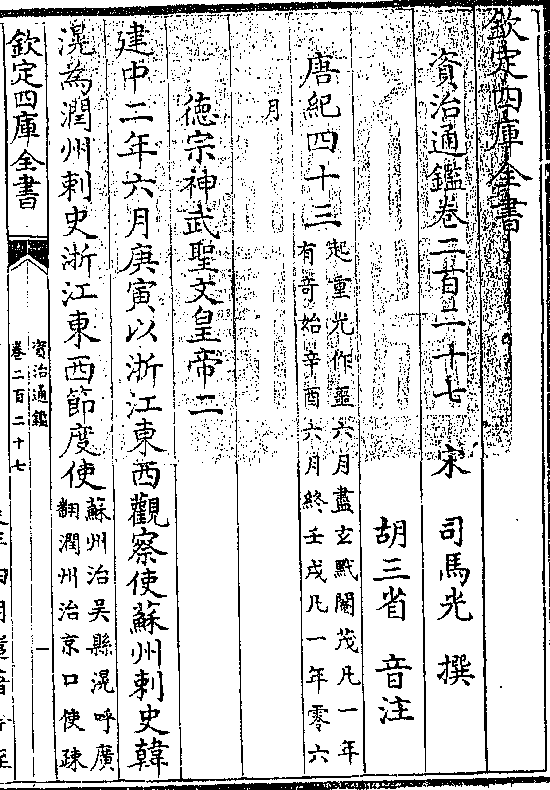 欽定四庫全書
資治通鑑卷二百二十七 宋 司馬光 撰
胡三省 音注
唐紀四十三
起重光作噩六月盡玄黓閹茂凡一年
有奇始辛酉六月終壬戌凡一年零六
月
徳宗神武聖文皇帝二
建中二年六月庚寅以浙江東西觀察使蘇州刺史韓
滉為潤州刺史浙江東西節度使
蘇州治吴縣滉呼廣
翻潤州治京口使疎
欽定四庫全書
資治通鑑
卷二百二十七
一